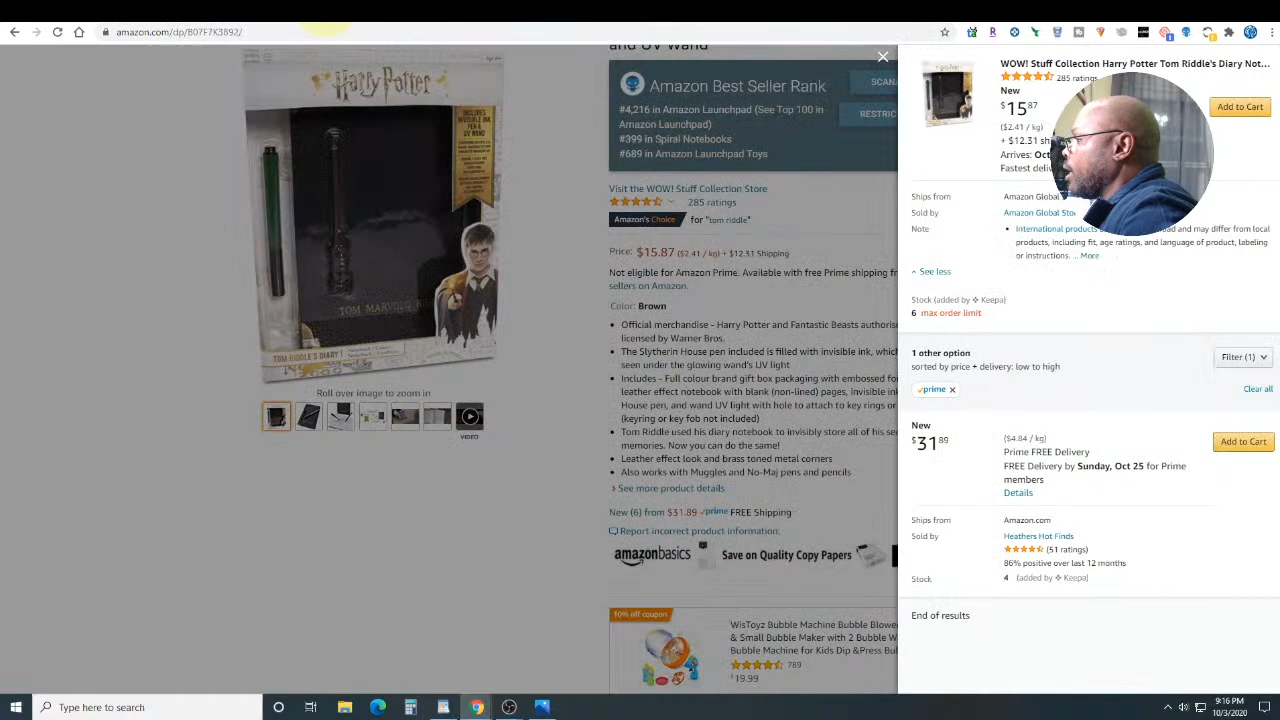 amazon.com/dp/B07F7K3892/
and UV Wand
Harry Potter
INCLUDES
INVISIBLE INK
PEN &
UV WAND
TOM MARVOLO RI
TOM RIDDLE'S DIARY
Roll over image to zoom in
VIDEO
Amazon Best Seller Rank
SCAN
#4,216 in Amazon Launchpad (See Top 100 in
Amazon Launchpad)
RESTRIC
#399 in Spiral Notebooks
#689 in Amazon Launchpad Toys
Visit the WOW! Stuff Collection Store
285 ratings
Amazon's Choice for "tom riddle"
Price: $15.87 ($2.41 / kg) + $12.31 Shipping
Not eligible for Amazon Prime. Available with free Prime shipping fr
sellers on Amazon.
Color: Brown
• Official merchandise - Harry Potter and Fantastic Beasts authorise
licensed by Warner Bros.
• The Slytherin House pen included is filled with invisible ink, whic
seen under the glowing wand's UV light
• Includes - Full colour brand gift box packaging with embossed fo
leather effect notebook with blank (non-lined) pages, Invisible ink
House pen, and wand UV light with hole to attach to key rings or
(keyring or key fob not included)
• Tom Riddle used his diary notebook to invisibly store all of his se
memories. Now you can do the same!
• Leather effect look and brass toned metal corners
• Also works with Muggles and No-Maj pens and pencils
› See more product details
New (6) from $31.89 prime FREE Shipping
Report incorrect product information.
amazonbasics Save on Quality Copy Papers
10% off coupon
WisToyz Bubble Machine Bubble Blowe
& Small Bubble Maker with 2 Bubble W
Bubble Machine for Kids Dip &Press Bul
789
$19.99
WOW! Stuff Collection Harry Potter Tom Riddle's Diary Not...
285 ratings
New
$15 87
Add to Cart
($2.41 / kg)
+ $12.31 sh
Arrives: Oct
Fastest deliv
Ships from Amazon Global
Sold by Amazon Global Sto
Note • International products
oad and may differ from local
products, including fit, age ratings, and language of product, labeling
or instructions. ... More
See less
Stock (added by Keepa)
6 max order limit
1 other option
Filter (1)
sorted by price + delivery: low to high
prime x
Clear all
New
$31 89
($4.84 / kg)
Add to Cart
Prime FREE Delivery
FREE Delivery by Sunday, Oct 25 for Prime
members
Details
Ships from Amazon.com
Sold by Heathers Hot Finds
(51 ratings)
86% positive over last 12 months
Stock 4 (added by Keepa)
End of results
Type here to search
9:16 PM
10/3/2020